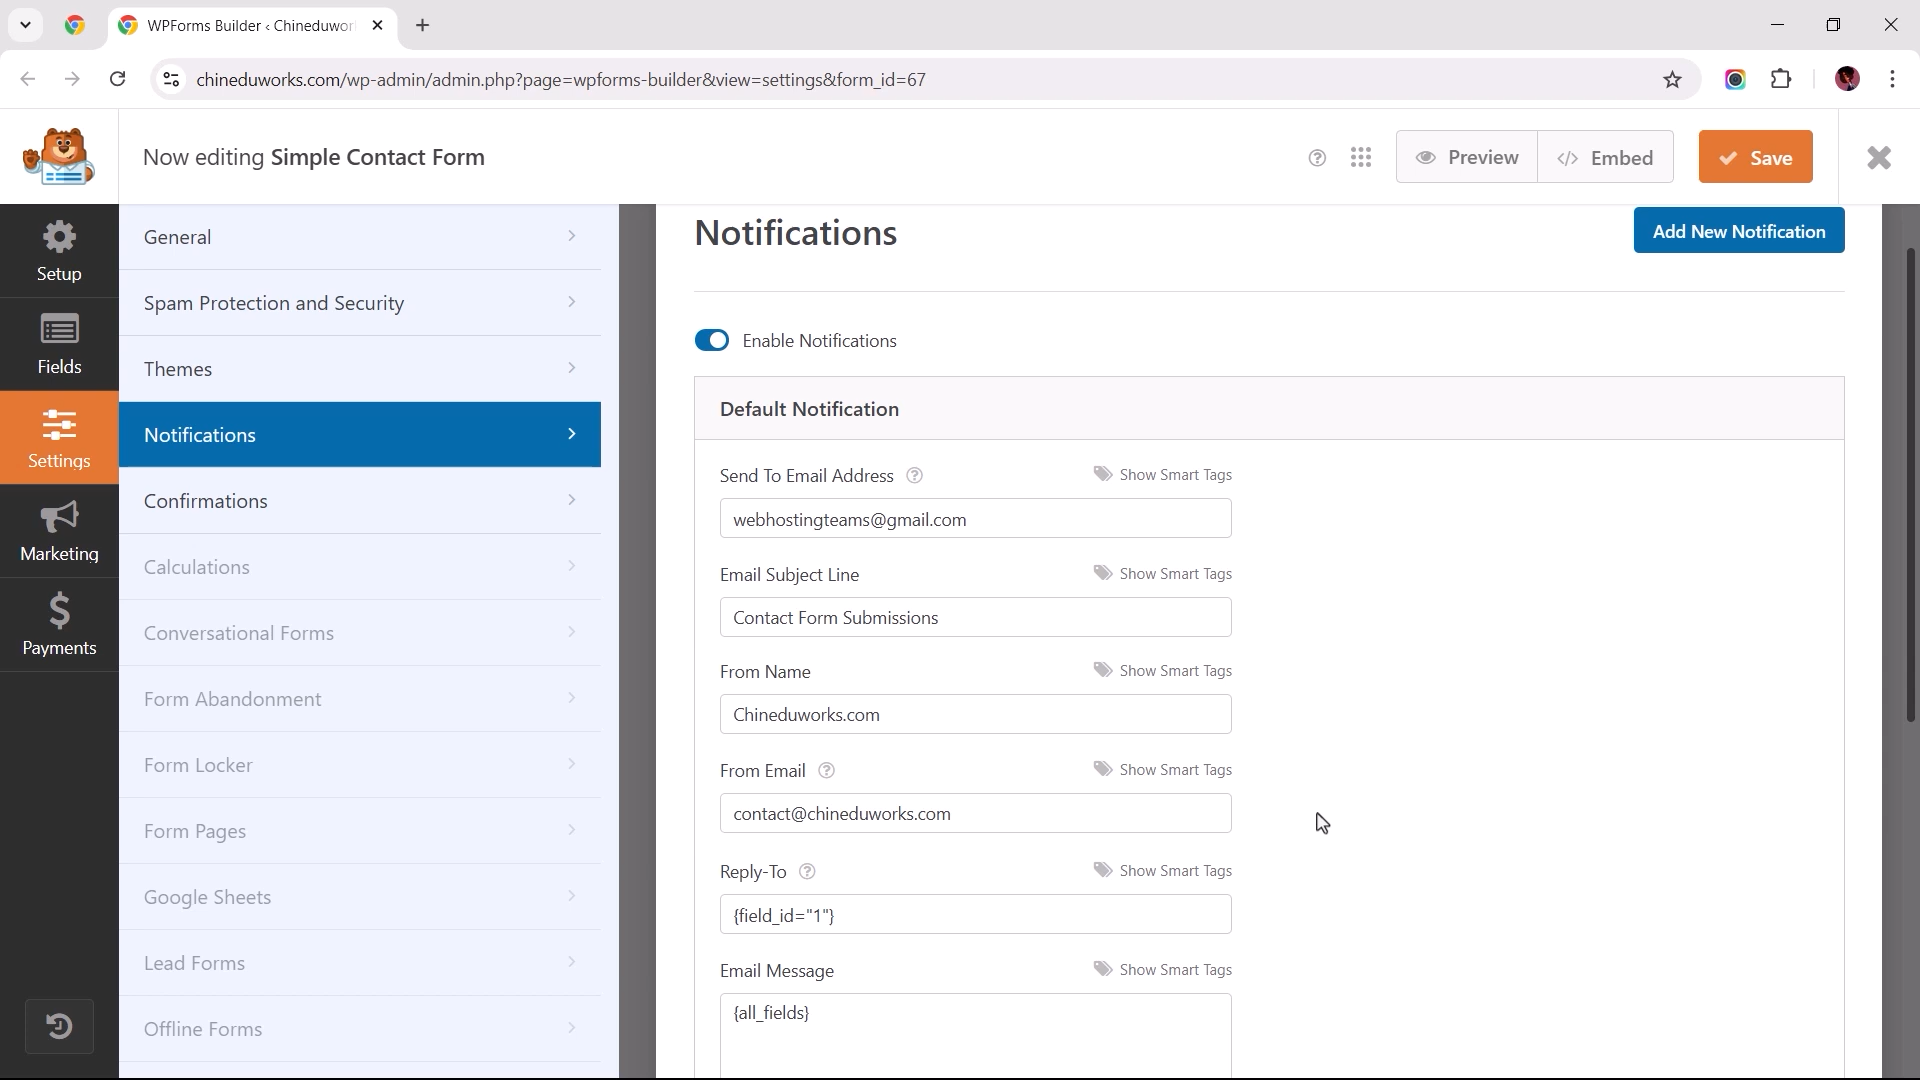 WPForms Builder ‹ Chineduwor
chineduworks.com/wp-admin/admin.php?page=wpforms-builder&view=settings&form_id=67
Now editing Simple Contact Form
Preview
Embed
Save
Setup
Fields
Settings
Marketing
Payments
General
Spam Protection and Security
Themes
Notifications
Confirmations
Calculations
Conversational Forms
Form Abandonment
Form Locker
Form Pages
Google Sheets
Lead Forms
Offline Forms
Notifications
Add New Notification
Enable Notifications
Default Notification
Send To Email Address
Show Smart Tags
webhostingteams@gmail.com
Email Subject Line
Show Smart Tags
Contact Form Submissions
From Name
Show Smart Tags
Chineduworks.com
From Email
Show Smart Tags
contact@chineduworks.com
Reply-To
Show Smart Tags
{field_id="1"}
Email Message
Show Smart Tags
{all_fields}